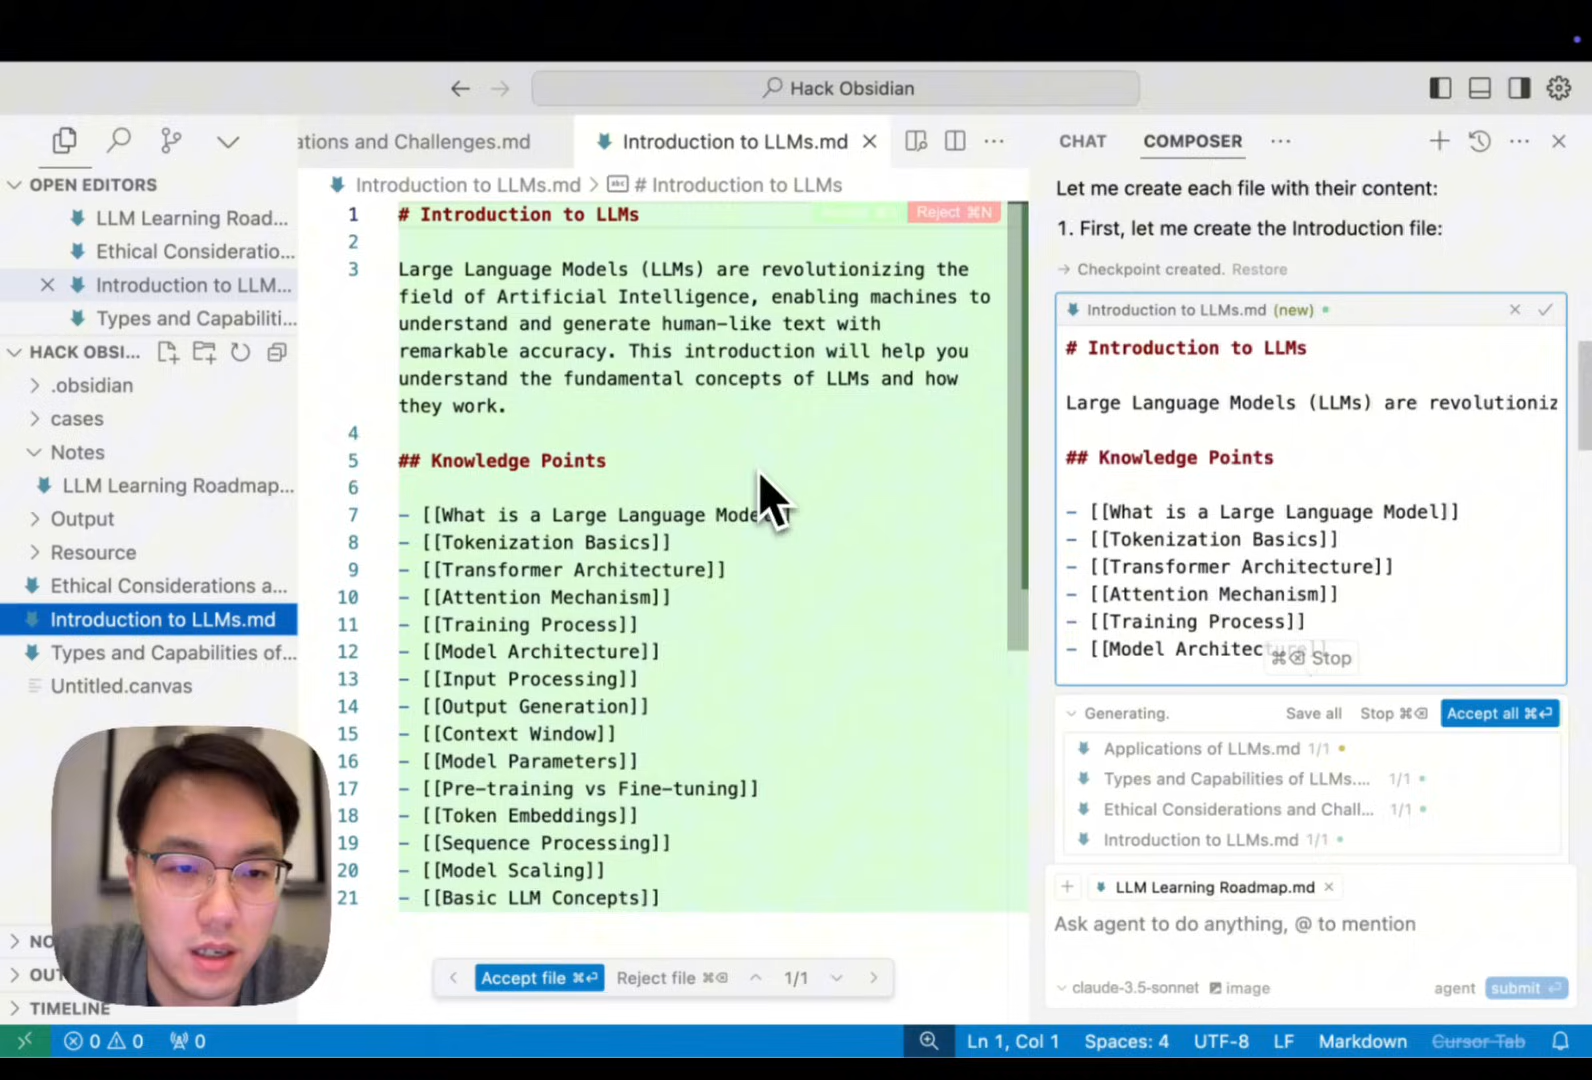 Hack Obsidian
ations and Challenges.md
Introduction to LLMs.md
CHAT
COMPOSER
OPEN EDITORS
LLM Learning Road...
Ethical Consideratio...
Introduction to LLM...
Types and Capabiliti...
HACK OBSI...
.obsidian
cases
Notes
LLM Learning Roadmap...
Output
Resource
Ethical Considerations a...
Introduction to LLMs.md
Types and Capabilities of...
Untitled.canvas
NO
OUT
TIMELINE
Introduction to LLMs.md > # Introduction to LLMs
Reject ⌘N
1 # Introduction to LLMs
2
3 Large Language Models (LLMs) are revolutionizing the
field of Artificial Intelligence, enabling machines to
understand and generate human-like text with
remarkable accuracy. This introduction will help you
understand the fundamental concepts of LLMs and how
they work.
4
5 ## Knowledge Points
6
7 - [[What is a Large Language Mode
8 - [[Tokenization Basics]]
9 - [[Transformer Architecture]]
10 - [[Attention Mechanism]]
11 - [[Training Process]]
12 - [[Model Architecture]]
13 - [[Input Processing]]
14 - [[Output Generation]]
15 - [[Context Window]]
16 - [[Model Parameters]]
17 - [[Pre-training vs Fine-tuning]]
18 - [[Token Embeddings]]
19 - [[Sequence Processing]]
20 - [[Model Scaling]]
21 - [[Basic LLM Concepts]]
Accept file ⌘⏎ Reject file ⌘⌫ 1/1
Let me create each file with their content:
1. First, let me create the Introduction file:
Checkpoint created. Restore
Introduction to LLMs.md (new)
# Introduction to LLMs
Large Language Models (LLMs) are revolutioniz
## Knowledge Points
- [[What is a Large Language Model]]
- [[Tokenization Basics]]
- [[Transformer Architecture]]
- [[Attention Mechanism]]
- [[Training Process]]
- [[Model Architecture]]
⌘⌫ Stop
Generating. Save all Stop ⌘⌫ Accept all ⌘⏎
Applications of LLMs.md 1/1
Types and Capabilities of LLMs.... 1/1
Ethical Considerations and Chall... 1/1
Introduction to LLMs.md 1/1
LLM Learning Roadmap.md
Ask agent to do anything, @ to mention
claude-3.5-sonnet image agent submit ⏎
0 0 0
Ln 1, Col 1 Spaces: 4 UTF-8 LF Markdown Cursor Tab